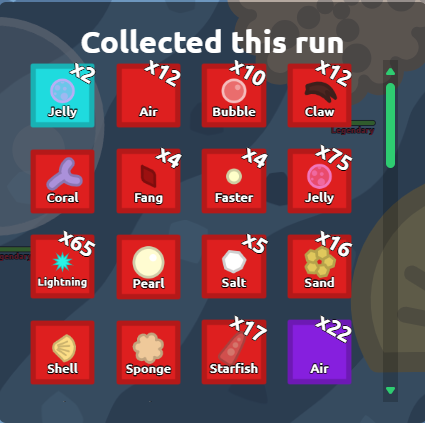 Collected this run
x2 x12 x10 x12
Jelly Air Bubble Claw
Legendary
x4 x4 x75
Coral Fang Faster Jelly
x65 x5 x16
Lightning Pearl Salt Sand
x17 x22
Shell Sponge Starfish Air